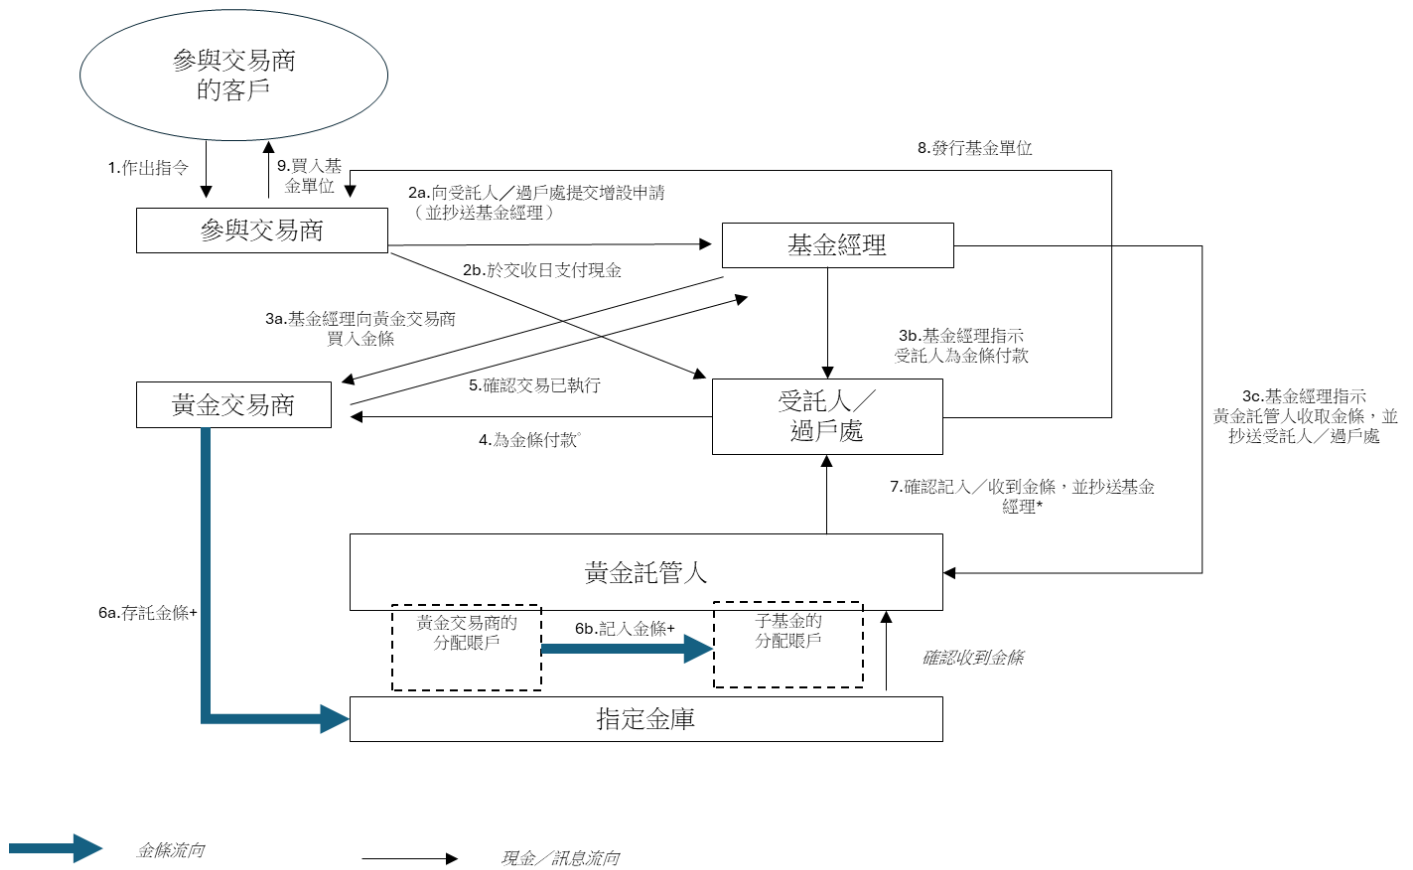 參與交易商
的客戶
8.發行基金單位
1.作出指令
9.買入基
金單位
2a.向受託人／過戶處提交增設申請
（並抄送基金經理）
參與交易商
基金經理
2b.於交收日支付現金
3a.基金經理向黃金交易商
買入金條
3b.基金經理指示
受託人為金條付款
5.確認交易已執行
黃金交易商
受託人／
過戶處
3c.基金經理指示
黃金託管人收取金條，並
抄送受託人／過戶處
4.為金條付款°
7.確認記入／收到金條，並抄送基金
經理*
黃金託管人
6a.存託金條+
黃金交易商的
分配賬戶
6b.記入金條+
子基金的
分配賬戶
確認收到金條
指定金庫
金條流向
現金／訊息流向